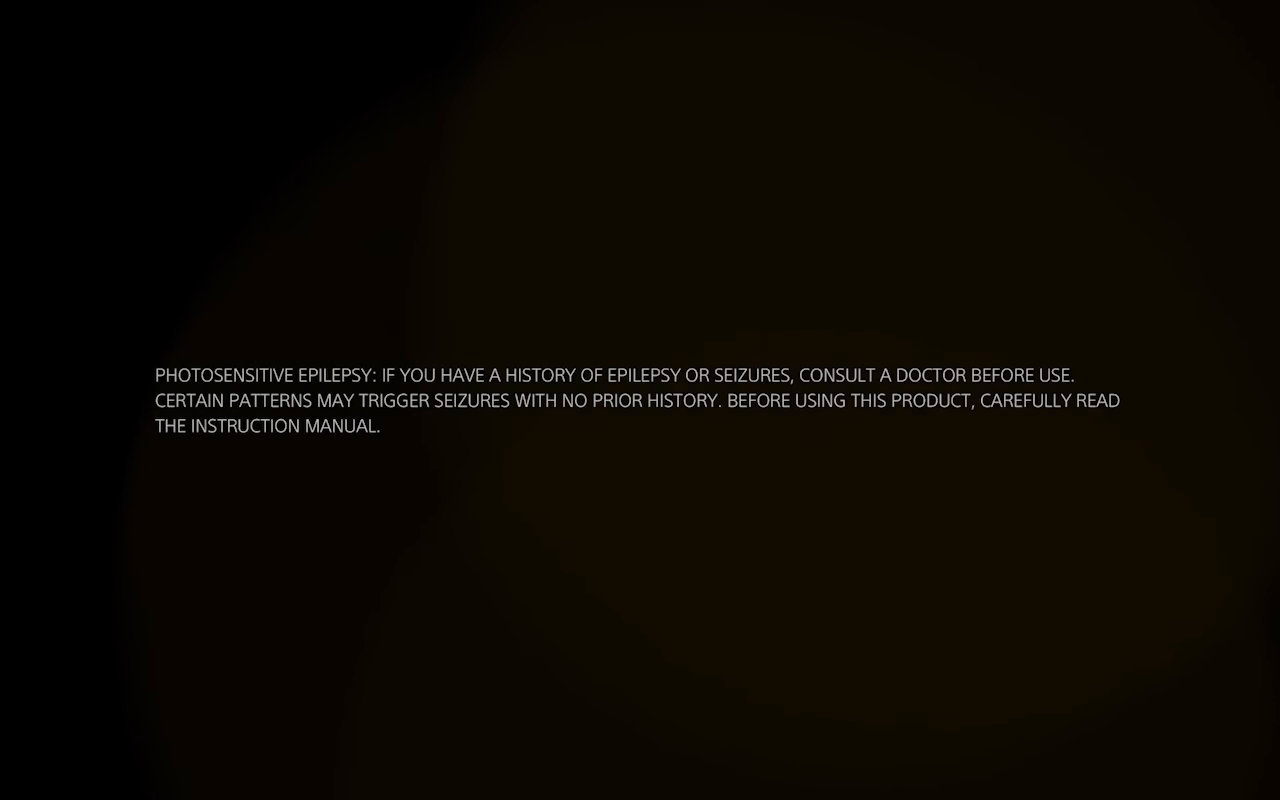 PHOTOSENSITIVE EPILEPSY: IF YOU HAVE A HISTORY OF EPILEPSY OR SEIZURES, CONSULT A DOCTOR BEFORE USE.
CERTAIN PATTERNS MAY TRIGGER SEIZURES WITH NO PRIOR HISTORY. BEFORE USING THIS PRODUCT, CAREFULLY READ
THE INSTRUCTION MANUAL.